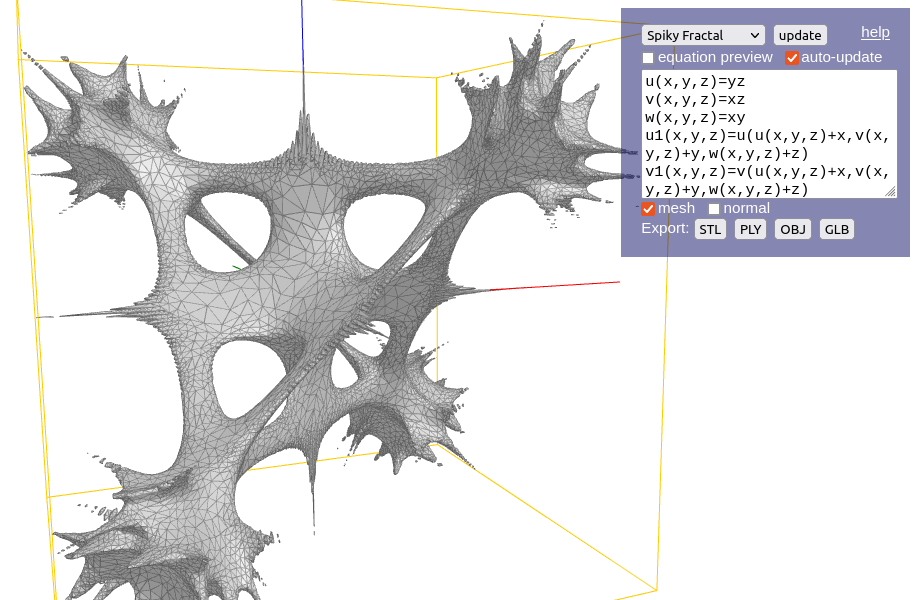 Spiky Fractal update help
equation preview auto-update
u(x,y,z)=yz
v(x,y,z)=xz
w(x,y,z)=xy
u1(x,y,z)=u(u(x,y,z)+x,v(x,
y,z)+y,w(x,y,z)+z)
v1(x,y,z)=v(u(x,y,z)+x,v(x,
y,z)+y,w(x,y,z)+z)
mesh normal
Export: STL PLY OBJ GLB